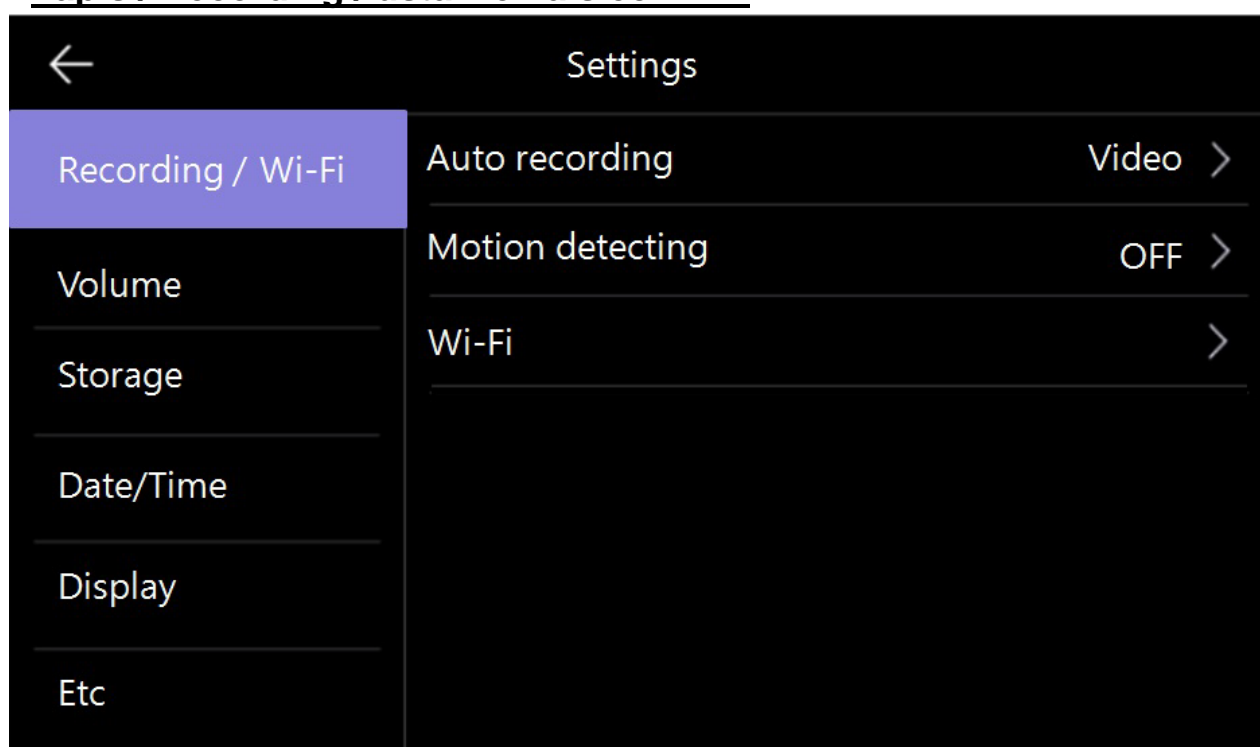 Settings
Recording / Wi-Fi
Volume
Storage
Date/Time
Display
Etc
Auto recording Video
Motion detecting OFF
Wi-Fi